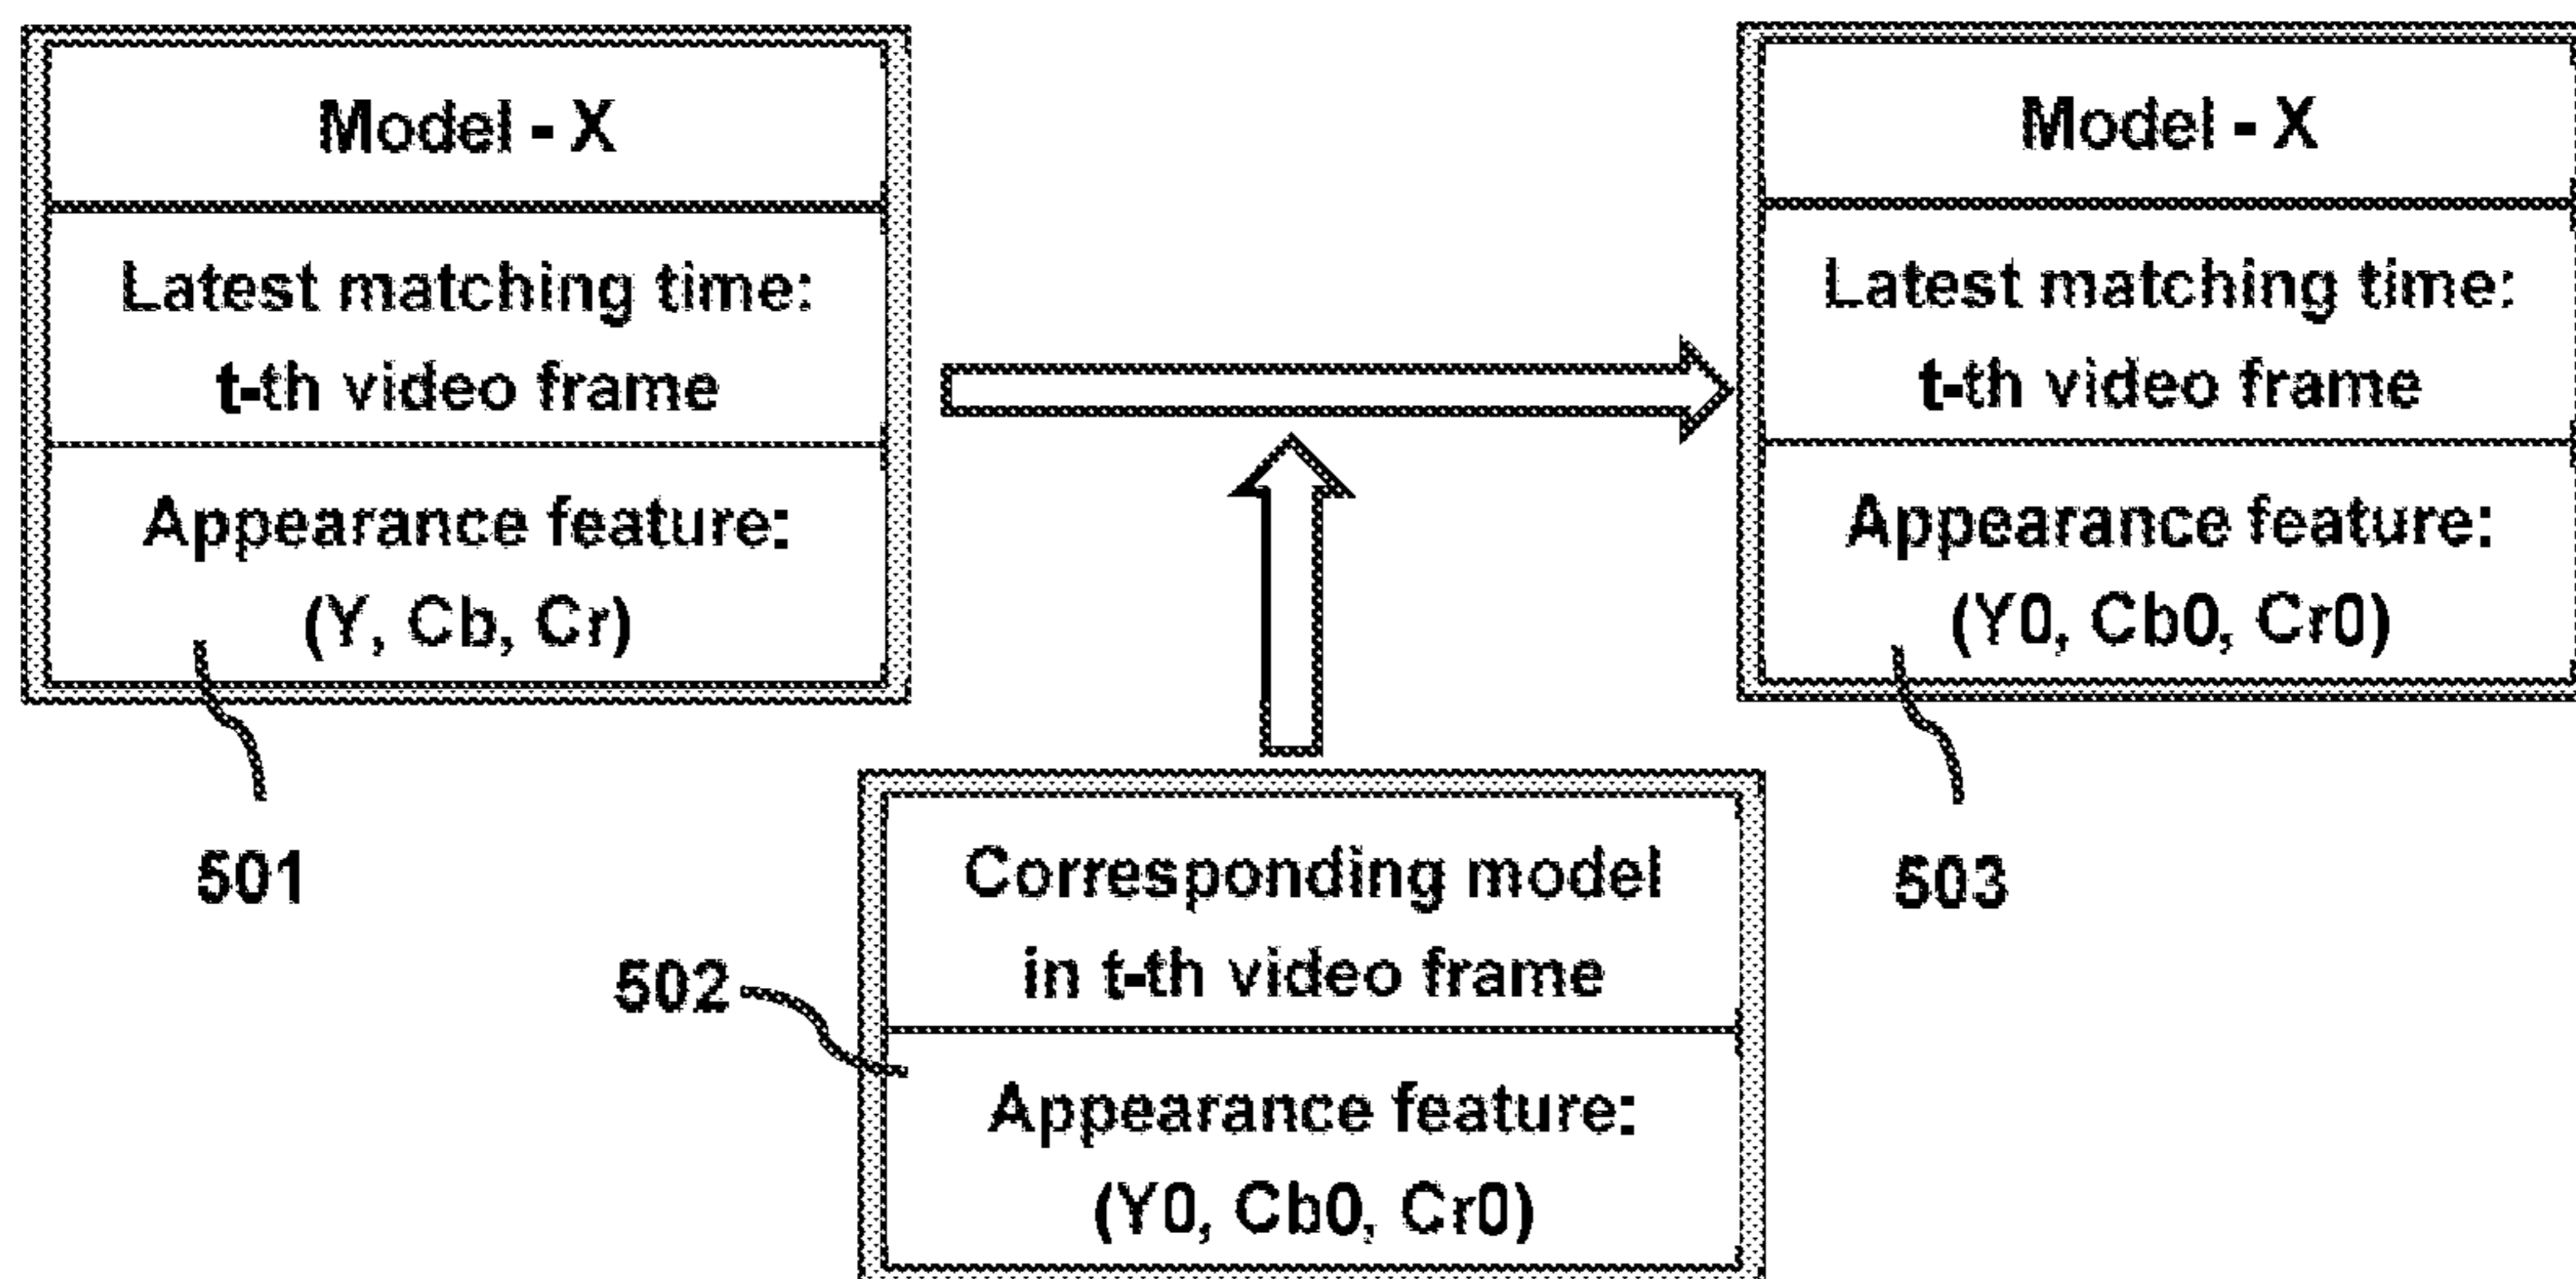 Model - X
Latest matching time:
t-th video frame
Appearance feature:
(Y, Cb, Cr)
501
Model - X
Latest matching time:
t-th video frame
Appearance feature:
(Y0, Cb0, Cr0)
503
Corresponding model
in t-th video frame
502
Appearance feature:
(Y0, Cb0, Cr0)